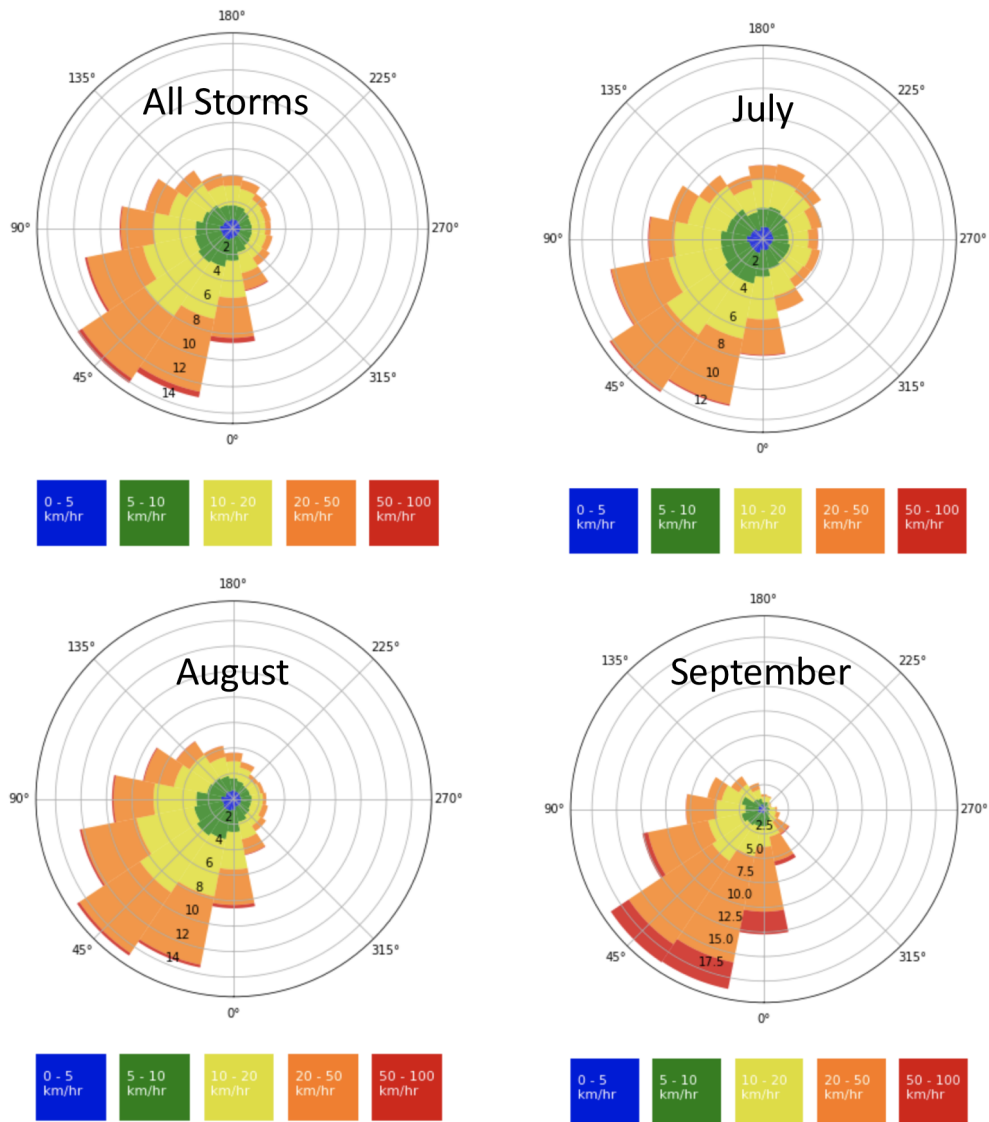 180°
135°
225°
All Storms
90°
270°
2
4
6
8
10
12
14
45°
315°
0°
0 - 5
km/hr
5 - 10
km/hr
10 - 20
km/hr
20 - 50
km/hr
50 - 100
km/hr
180°
135°
225°
July
90°
270°
2
4
6
8
10
12
45°
315°
0°
0 - 5
km/hr
5 - 10
km/hr
10 - 20
km/hr
20 - 50
km/hr
50 - 100
km/hr
180°
135°
225°
August
90°
270°
2
4
6
8
10
12
14
45°
315°
0°
0 - 5
km/hr
5 - 10
km/hr
10 - 20
km/hr
20 - 50
km/hr
50 - 100
km/hr
180°
135°
225°
September
90°
270°
2.5
5.0
7.5
10.0
12.5
15.0
17.5
45°
315°
0°
0 - 5
km/hr
5 - 10
km/hr
10 - 20
km/hr
20 - 50
km/hr
50 - 100
km/hr